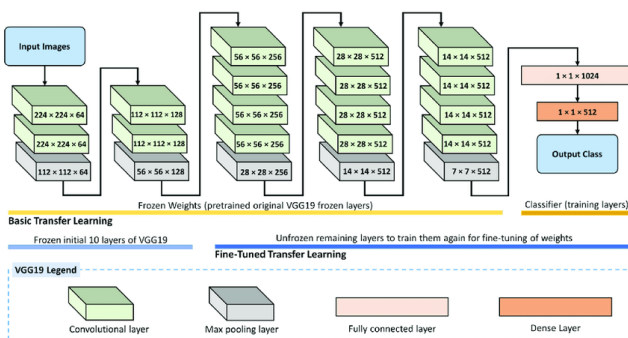 Input Images
224 × 224 × 64
224 × 224 × 64
112 × 112 × 64
112 × 112 × 128
112 × 112 × 128
56 × 56 × 128
56 × 56 × 256
56 × 56 × 256
56 × 56 × 256
56 × 56 × 256
28 × 28 × 256
28 × 28 × 512
28 × 28 × 512
28 × 28 × 512
28 × 28 × 512
14 × 14 × 512
14 × 14 × 512
14 × 14 × 512
14 × 14 × 512
14 × 14 × 512
7 × 7 × 512
1 × 1 × 1024
1 × 1 × 512
Output Class
Frozen Weights (pretrained original VGG19 frozen layers)
Classifier (training layers)
Basic Transfer Learning
Frozen initial 10 layers of VGG19
Unfrozen remaining layers to train them again for fine-tuning of weights
Fine-Tuned Transfer Learning
VGG19 Legend
Convolutional layer
Max pooling layer
Fully connected layer
Dense Layer